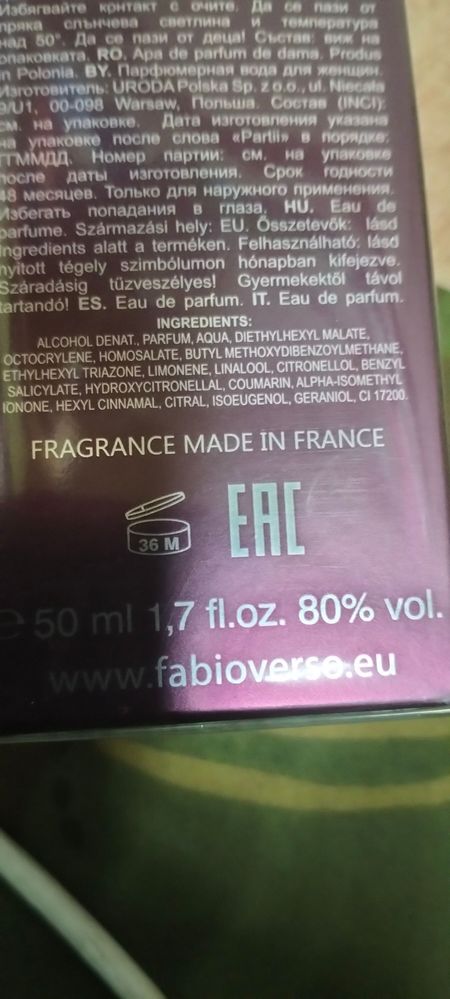 Избягвайте контакт с очите. Да се пази от
пряка слънчева светлина и температура
над 50°. Да се пази от деца! Състав: виж на
опаковката. RO. Apa de parfum de dama. Produs
in Polonia. BY. Парфюмерная вода для женщин.
Изготовитель: URODA Polska Sp. z o.o., ul. Niecała
9/U1, 00-098 Warsaw, Польша. Состав (INCI):
см. на упаковке. Дата изготовления указана
на упаковке после слова «Partii» в порядке:
ГГММДД. Номер партии: см. на упаковке
после даты изготовления. Срок годности
48 месяцев. Только для наружного применения.
Избегать попадания в глаза. HU. Eau de
parfume. Származási hely: EU. Összetevők: lásd
Ingredients alatt a terméken. Felhasználható: lásd
nyitott tégely szimbólumon hónapban kifejezve.
Száradásig tűzveszélyes! Gyermekektől távol
tartandó! ES. Eau de parfum. IT. Eau de parfum.
INGREDIENTS:
ALCOHOL DENAT., PARFUM, AQUA, DIETHYLHEXYL MALATE,
OCTOCRYLENE, HOMOSALATE, BUTYL METHOXYDIBENZOYLMETHANE,
ETHYLHEXYL TRIAZONE, LIMONENE, LINALOOL, CITRONELLOL, BENZYL
SALICYLATE, HYDROXYCITRONELLAL, COUMARIN, ALPHA-ISOMETHYL
IONONE, HEXYL CINNAMAL, CITRAL, ISOEUGENOL, GERANIOL, CI 17200.
FRAGRANCE MADE IN FRANCE
36 M
EAC
e 50 ml 1,7 fl.oz. 80% vol.
www.fabioverso.eu